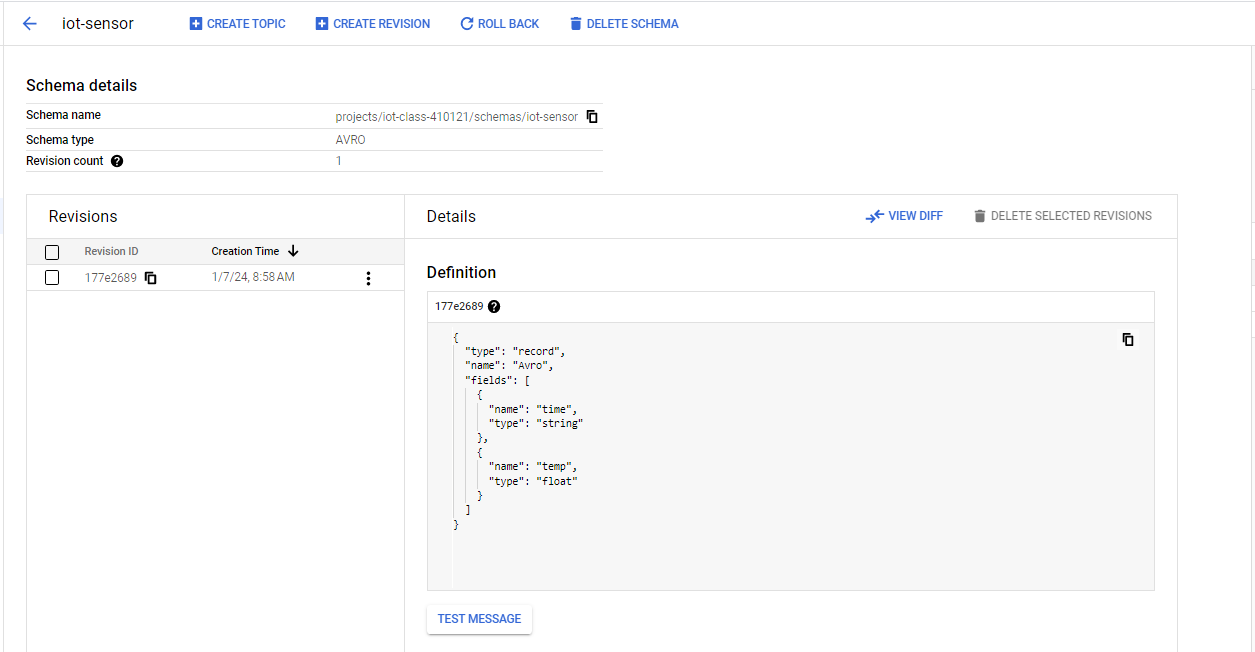 iot-sensor CREATE TOPIC CREATE REVISION ROLL BACK DELETE SCHEMA
Schema details
Schema name projects/iot-class-410121/schemas/iot-sensor
Schema type AVRO
Revision count ? 1
Revisions
Revision ID Creation Time
177e2689 1/7/24, 8:58 AM
Details VIEW DIFF DELETE SELECTED REVISIONS
Definition
177e2689 ?
{
"type": "record",
"name": "Avro",
"fields": [
{
"name": "time",
"type": "string"
},
{
"name": "temp",
"type": "float"
}
]
}
TEST MESSAGE